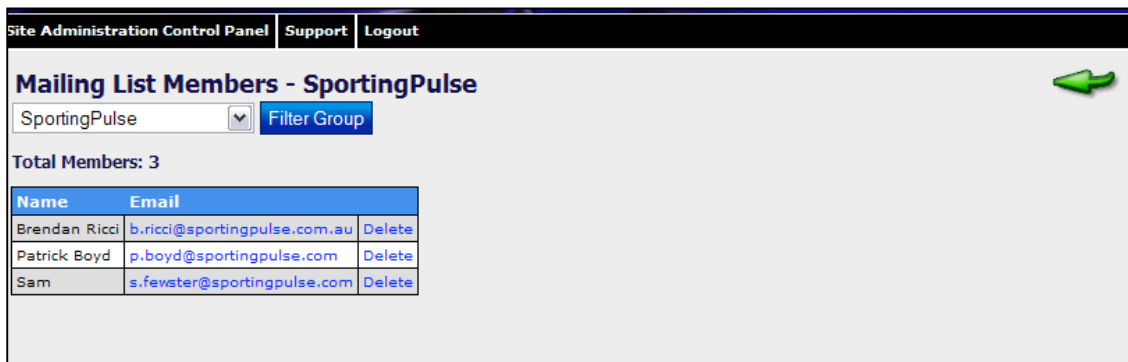 Site Administration Control Panel Support Logout
Mailing List Members - SportingPulse
SportingPulse Filter Group
Total Members: 3
Name Email
Brendan Ricci b.ricci@sportingpulse.com.au Delete
Patrick Boyd p.boyd@sportingpulse.com Delete
Sam s.fewster@sportingpulse.com Delete